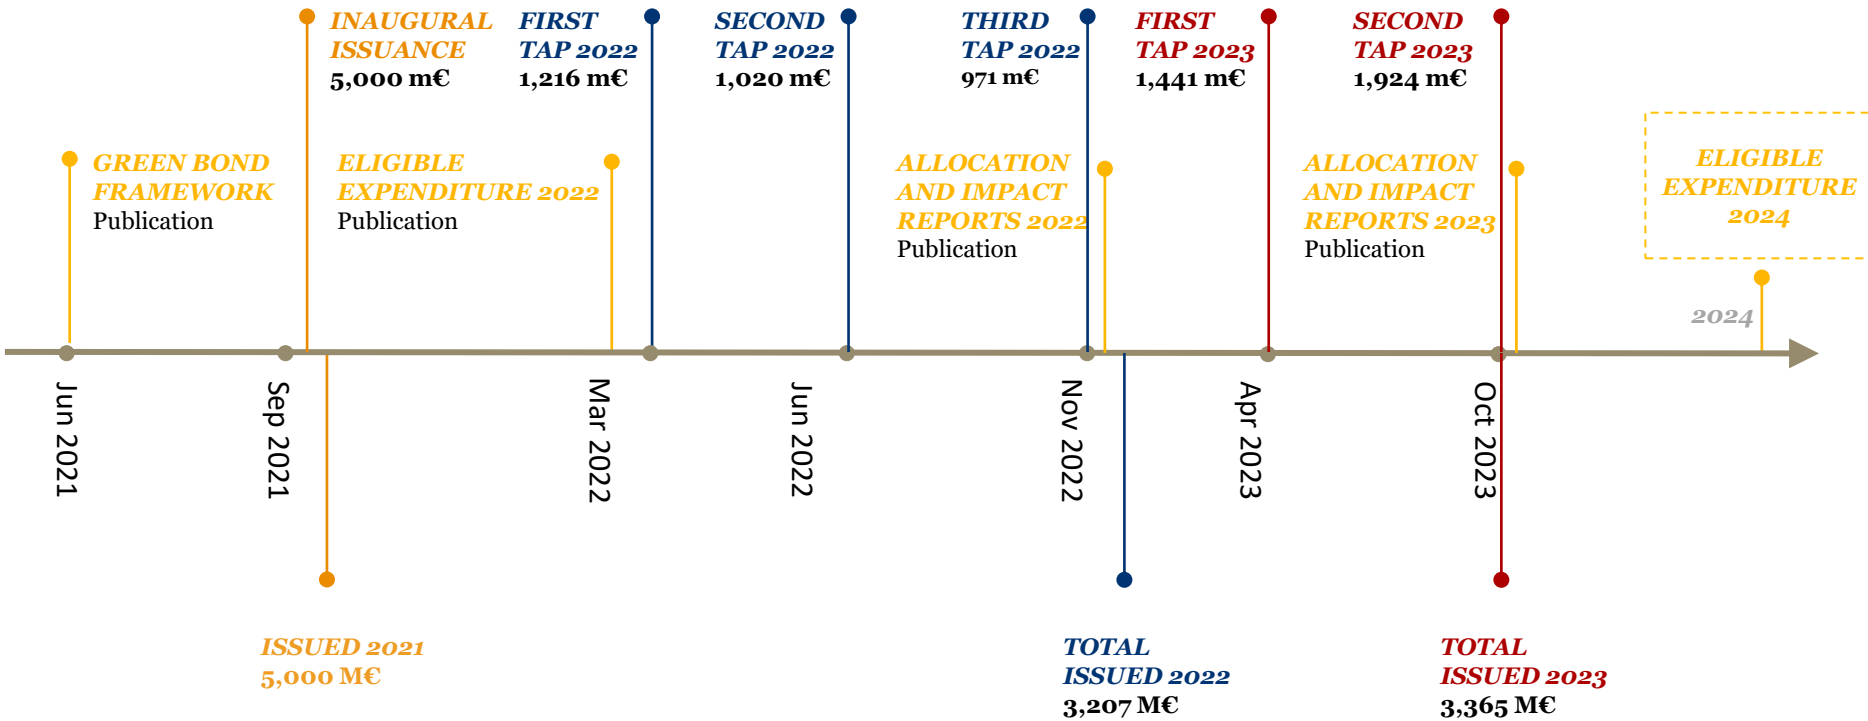 INAUGURAL
ISSUANCE
5,000 m€
FIRST
TAP 2022
1,216 m€
SECOND
TAP 2022
1,020 m€
THIRD
TAP 2022
971 m€
FIRST
TAP 2023
1,441 m€
SECOND
TAP 2023
1,924 m€
GREEN BOND
FRAMEWORK
Publication
ELIGIBLE
EXPENDITURE 2022
Publication
ALLOCATION
AND IMPACT
REPORTS 2022
Publication
ALLOCATION
AND IMPACT
REPORTS 2023
Publication
ELIGIBLE
EXPENDITURE
2024
2024
Jun 2021
Sep 2021
Mar 2022
Jun 2022
Nov 2022
Apr 2023
Oct 2023
ISSUED 2021
5,000 M€
TOTAL
ISSUED 2022
3,207 M€
TOTAL
ISSUED 2023
3,365 M€